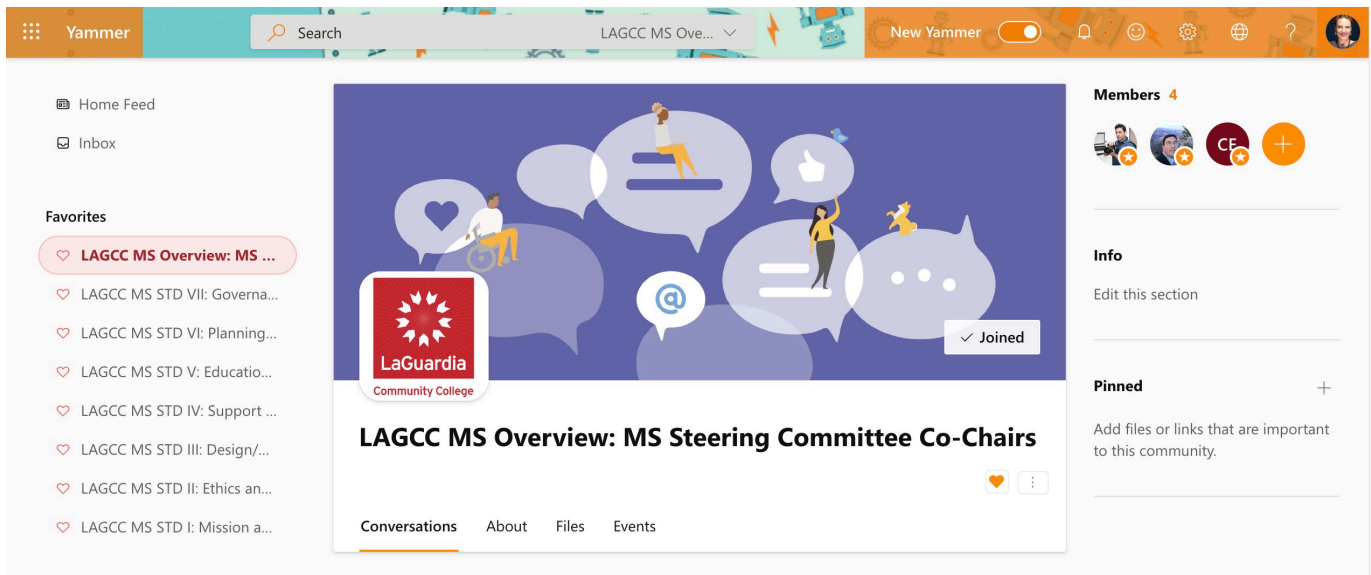 Yammer
Search
LAGCC MS Ove...
New Yammer
?
Home Feed
Inbox
Favorites
LAGCC MS Overview: MS ...
LAGCC MS STD VII: Governa...
LAGCC MS STD VI: Planning...
LAGCC MS STD V: Educatio...
LAGCC MS STD IV: Support ...
LAGCC MS STD III: Design/...
LAGCC MS STD II: Ethics an...
LAGCC MS STD I: Mission a...
@
Joined
LaGuardia
Community College
LAGCC MS Overview: MS Steering Committee Co-Chairs
Conversations About Files Events
Members 4
CF
Info
Edit this section
Pinned
Add files or links that are important
to this community.